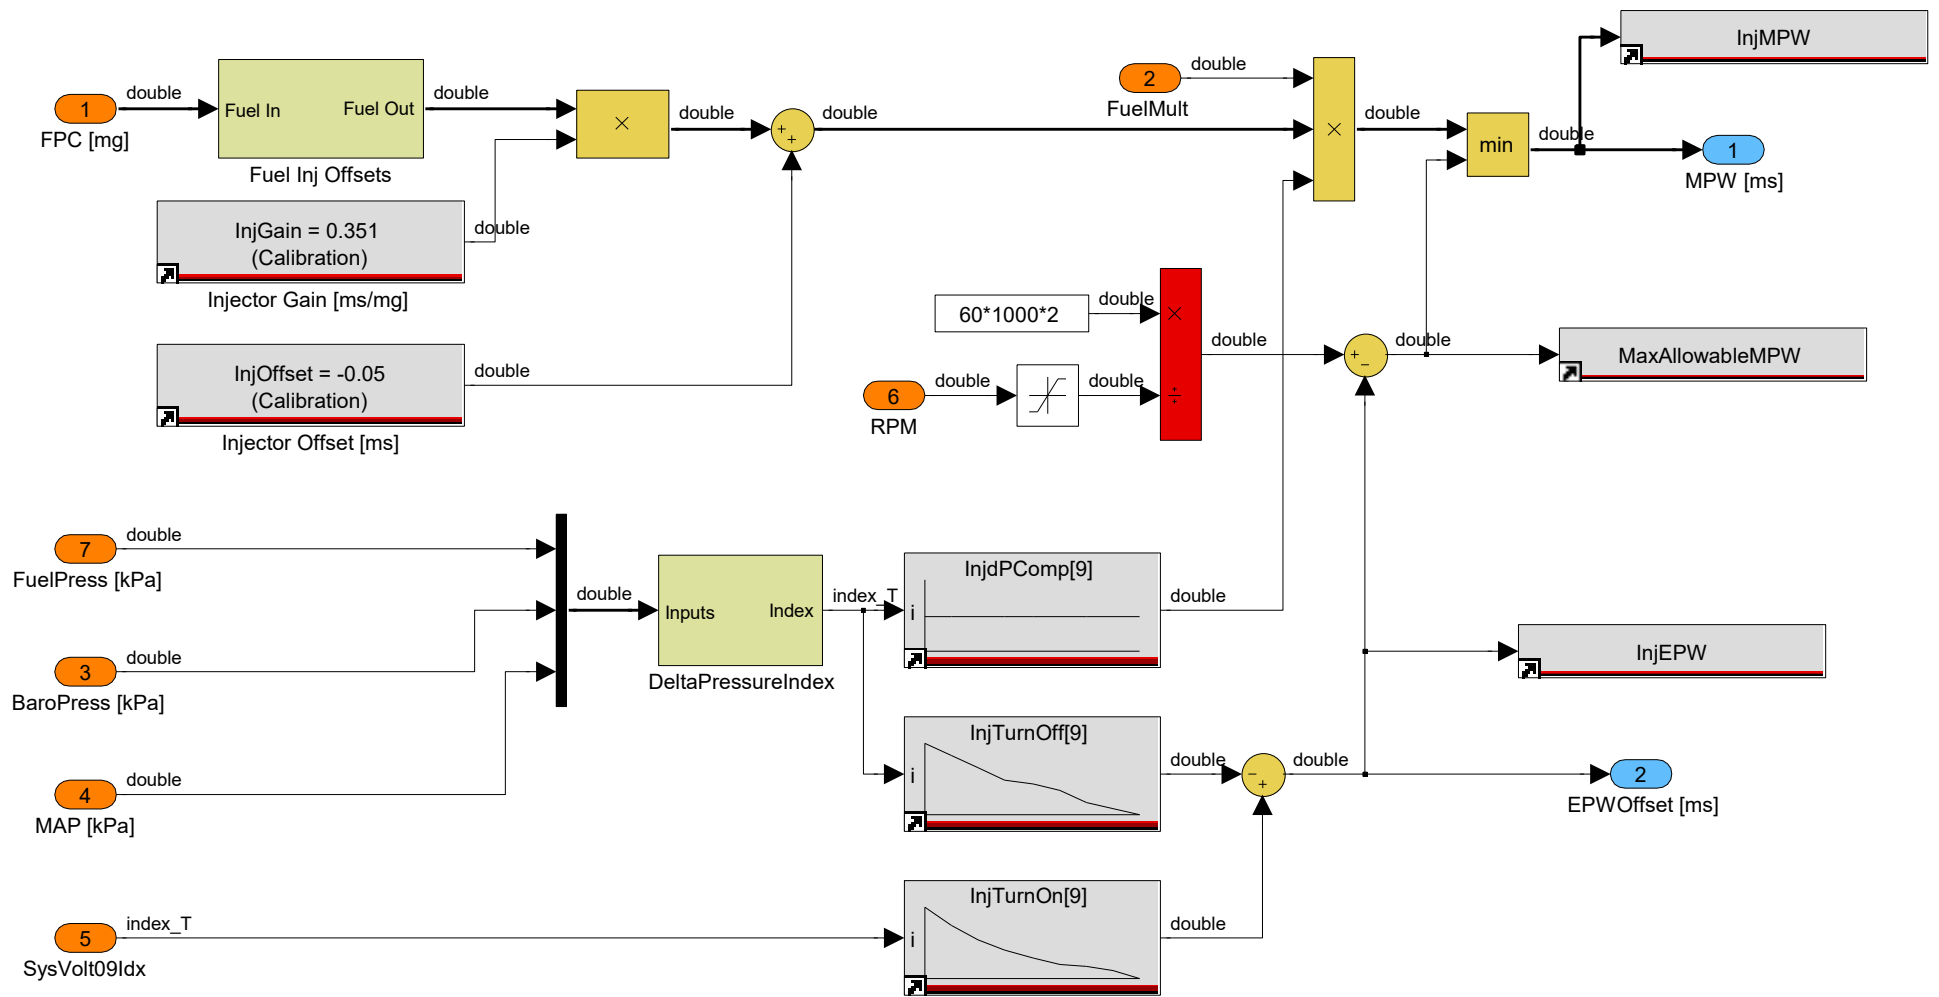 InjMPW
double
1
FPC [mg]
Fuel In
Fuel Out
Fuel Inj Offsets
double
×
double
double
2
FuelMult
double
×
double
min
double
1
MPW [ms]
InjGain = 0.351
(Calibration)
Injector Gain [ms/mg]
double
InjOffset = -0.05
(Calibration)
Injector Offset [ms]
double
60*1000*2
double
×
÷
6
RPM
double
double
double
double
MaxAllowableMPW
7
FuelPress [kPa]
double
3
BaroPress [kPa]
double
4
MAP [kPa]
double
double
Inputs
Index
DeltaPressureIndex
index_T
InjdPComp[9]
i
double
InjTurnOff[9]
i
double
double
InjEPW
2
EPWOffset [ms]
5
SysVolt09Idx
index_T
InjTurnOn[9]
i
double